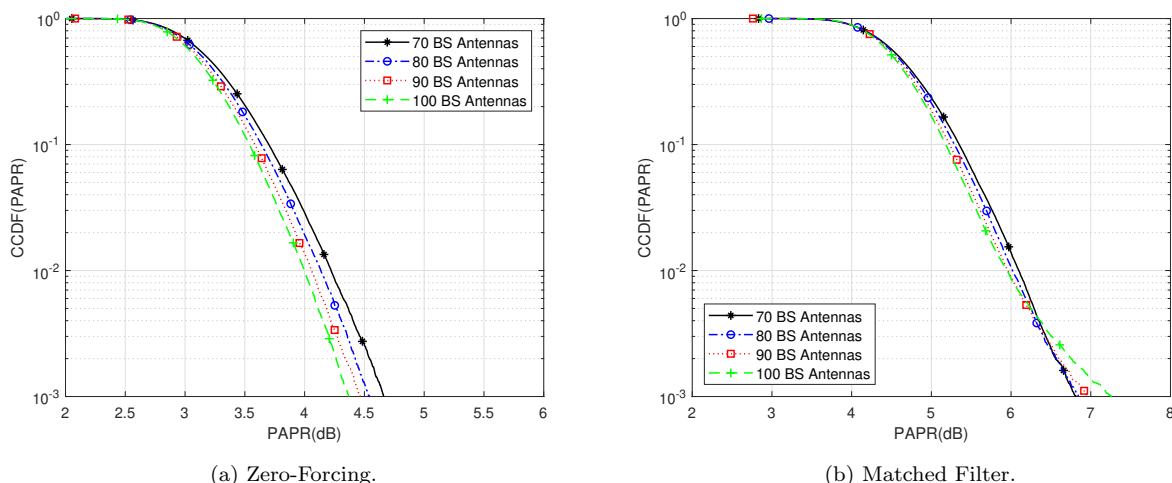 10^0
10^-1
10^-2
10^-3
CCDF(PAPR)
70 BS Antennas
80 BS Antennas
90 BS Antennas
100 BS Antennas
2 2.5 3 3.5 4 4.5 5 5.5 6
PAPR(dB)
(a) Zero-Forcing.
10^0
10^-1
10^-2
10^-3
CCDF(PAPR)
70 BS Antennas
80 BS Antennas
90 BS Antennas
100 BS Antennas
2 3 4 5 6 7 8
PAPR(dB)
(b) Matched Filter.